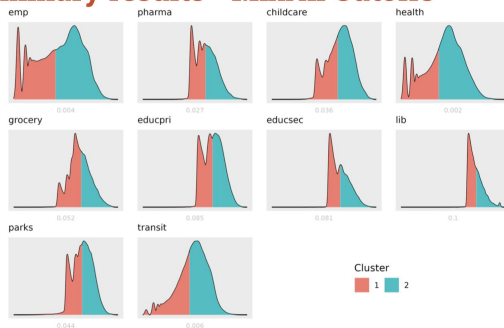 emp pharma childcare health
0.004 0.027 0.036 0.002
grocery educpri educsec lib
0.052 0.085 0.081 0.1
parks transit
0.044 0.006
Cluster
1 2